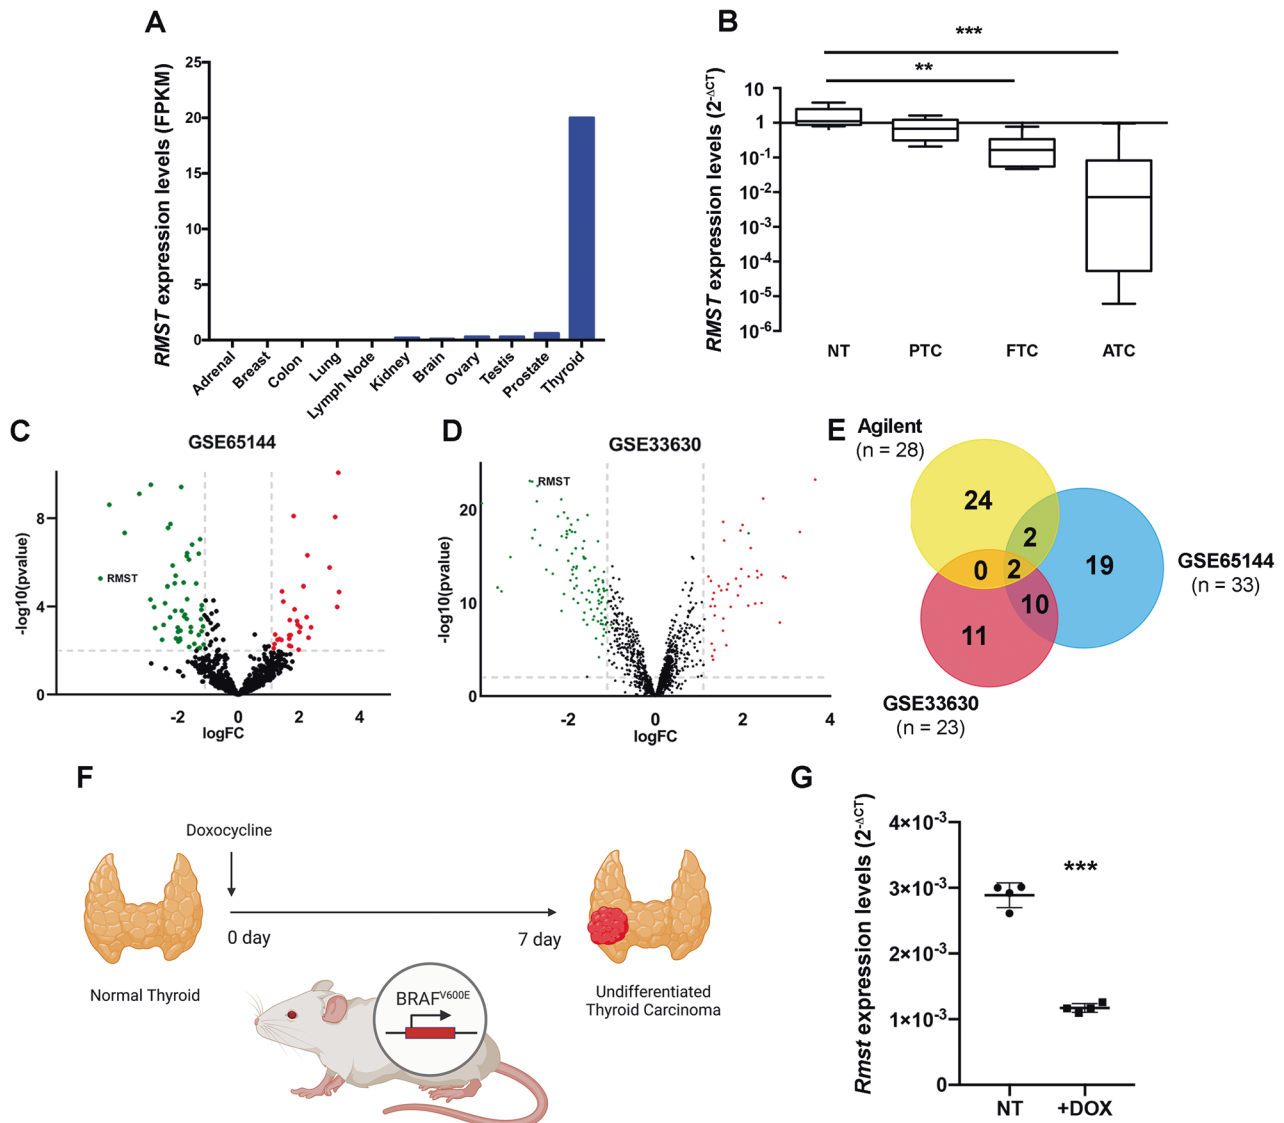 A
RMST expression levels (FPKM)
25
20
15
10
5
0
Adrenal
Breast
Colon
Lung
Lymph Node
Kidney
Brain
Ovary
Testis
Prostate
Thyroid
B
RMST expression levels (2-ΔCT)
***
**
10
1
10-1
10-2
10-3
10-4
10-5
10-6
NT PTC FTC ATC
C
GSE65144
-log10(pvalue)
8
4
0
RMST
-2 0 2 4
logFC
D
GSE33630
-log10(pvalue)
20
10
0
RMST
-2 0 2 4
logFC
E
Agilent
(n = 28)
24
2
0 2
19
10
11
GSE65144
(n = 33)
GSE33630
(n = 23)
F
Doxocycline
0 day
7 day
Normal Thyroid
BRAFV600E
Undifferentiated
Thyroid Carcinoma
G
Rmst expression levels (2-ΔCT)
4×10-3
3×10-3
2×10-3
1×10-3
0
***
NT +DOX